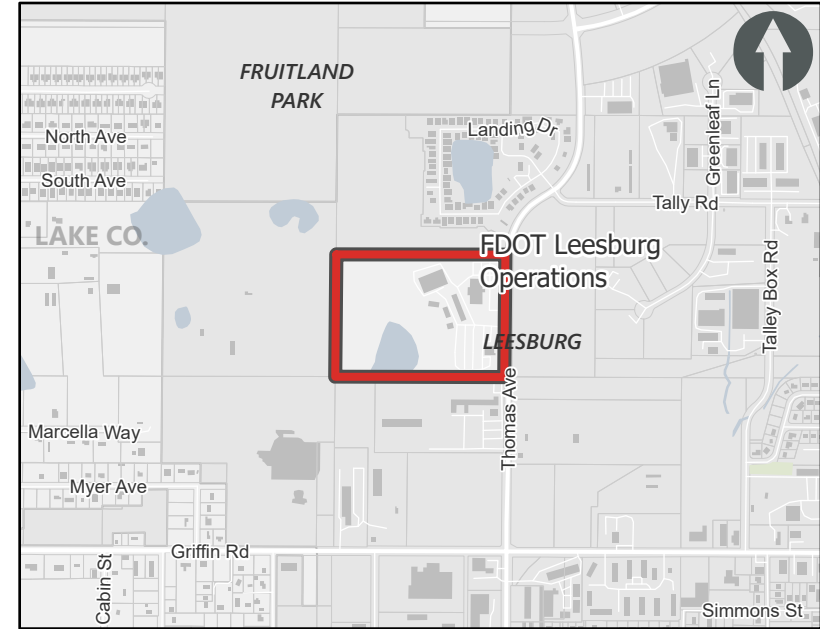 FRUITLAND
PARK
Landing Dr
Greenleaf Ln
North Ave
South Ave
Tally Rd
LAKE CO.
FDOT Leesburg
Operations
Talley Box Rd
LEESBURG
Thomas Ave
Marcella Way
Myer Ave
Griffin Rd
Cabin St
Simmons St